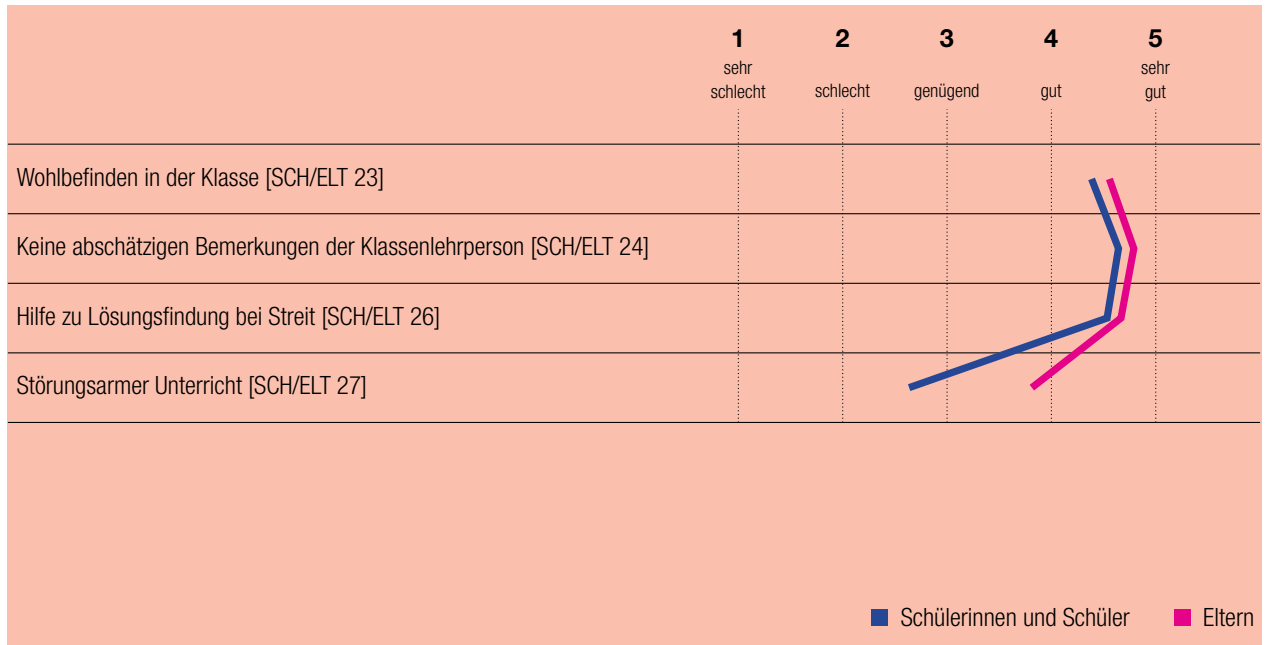 1 2 3 4 5
sehr schlecht schlecht genügend gut sehr gut
Wohlbefinden in der Klasse [SCH/ELT 23]
Keine abschätzigen Bemerkungen der Klassenlehrperson [SCH/ELT 24]
Hilfe zu Lösungsfindung bei Streit [SCH/ELT 26]
Störungsarmer Unterricht [SCH/ELT 27]
Schülerinnen und Schüler Eltern